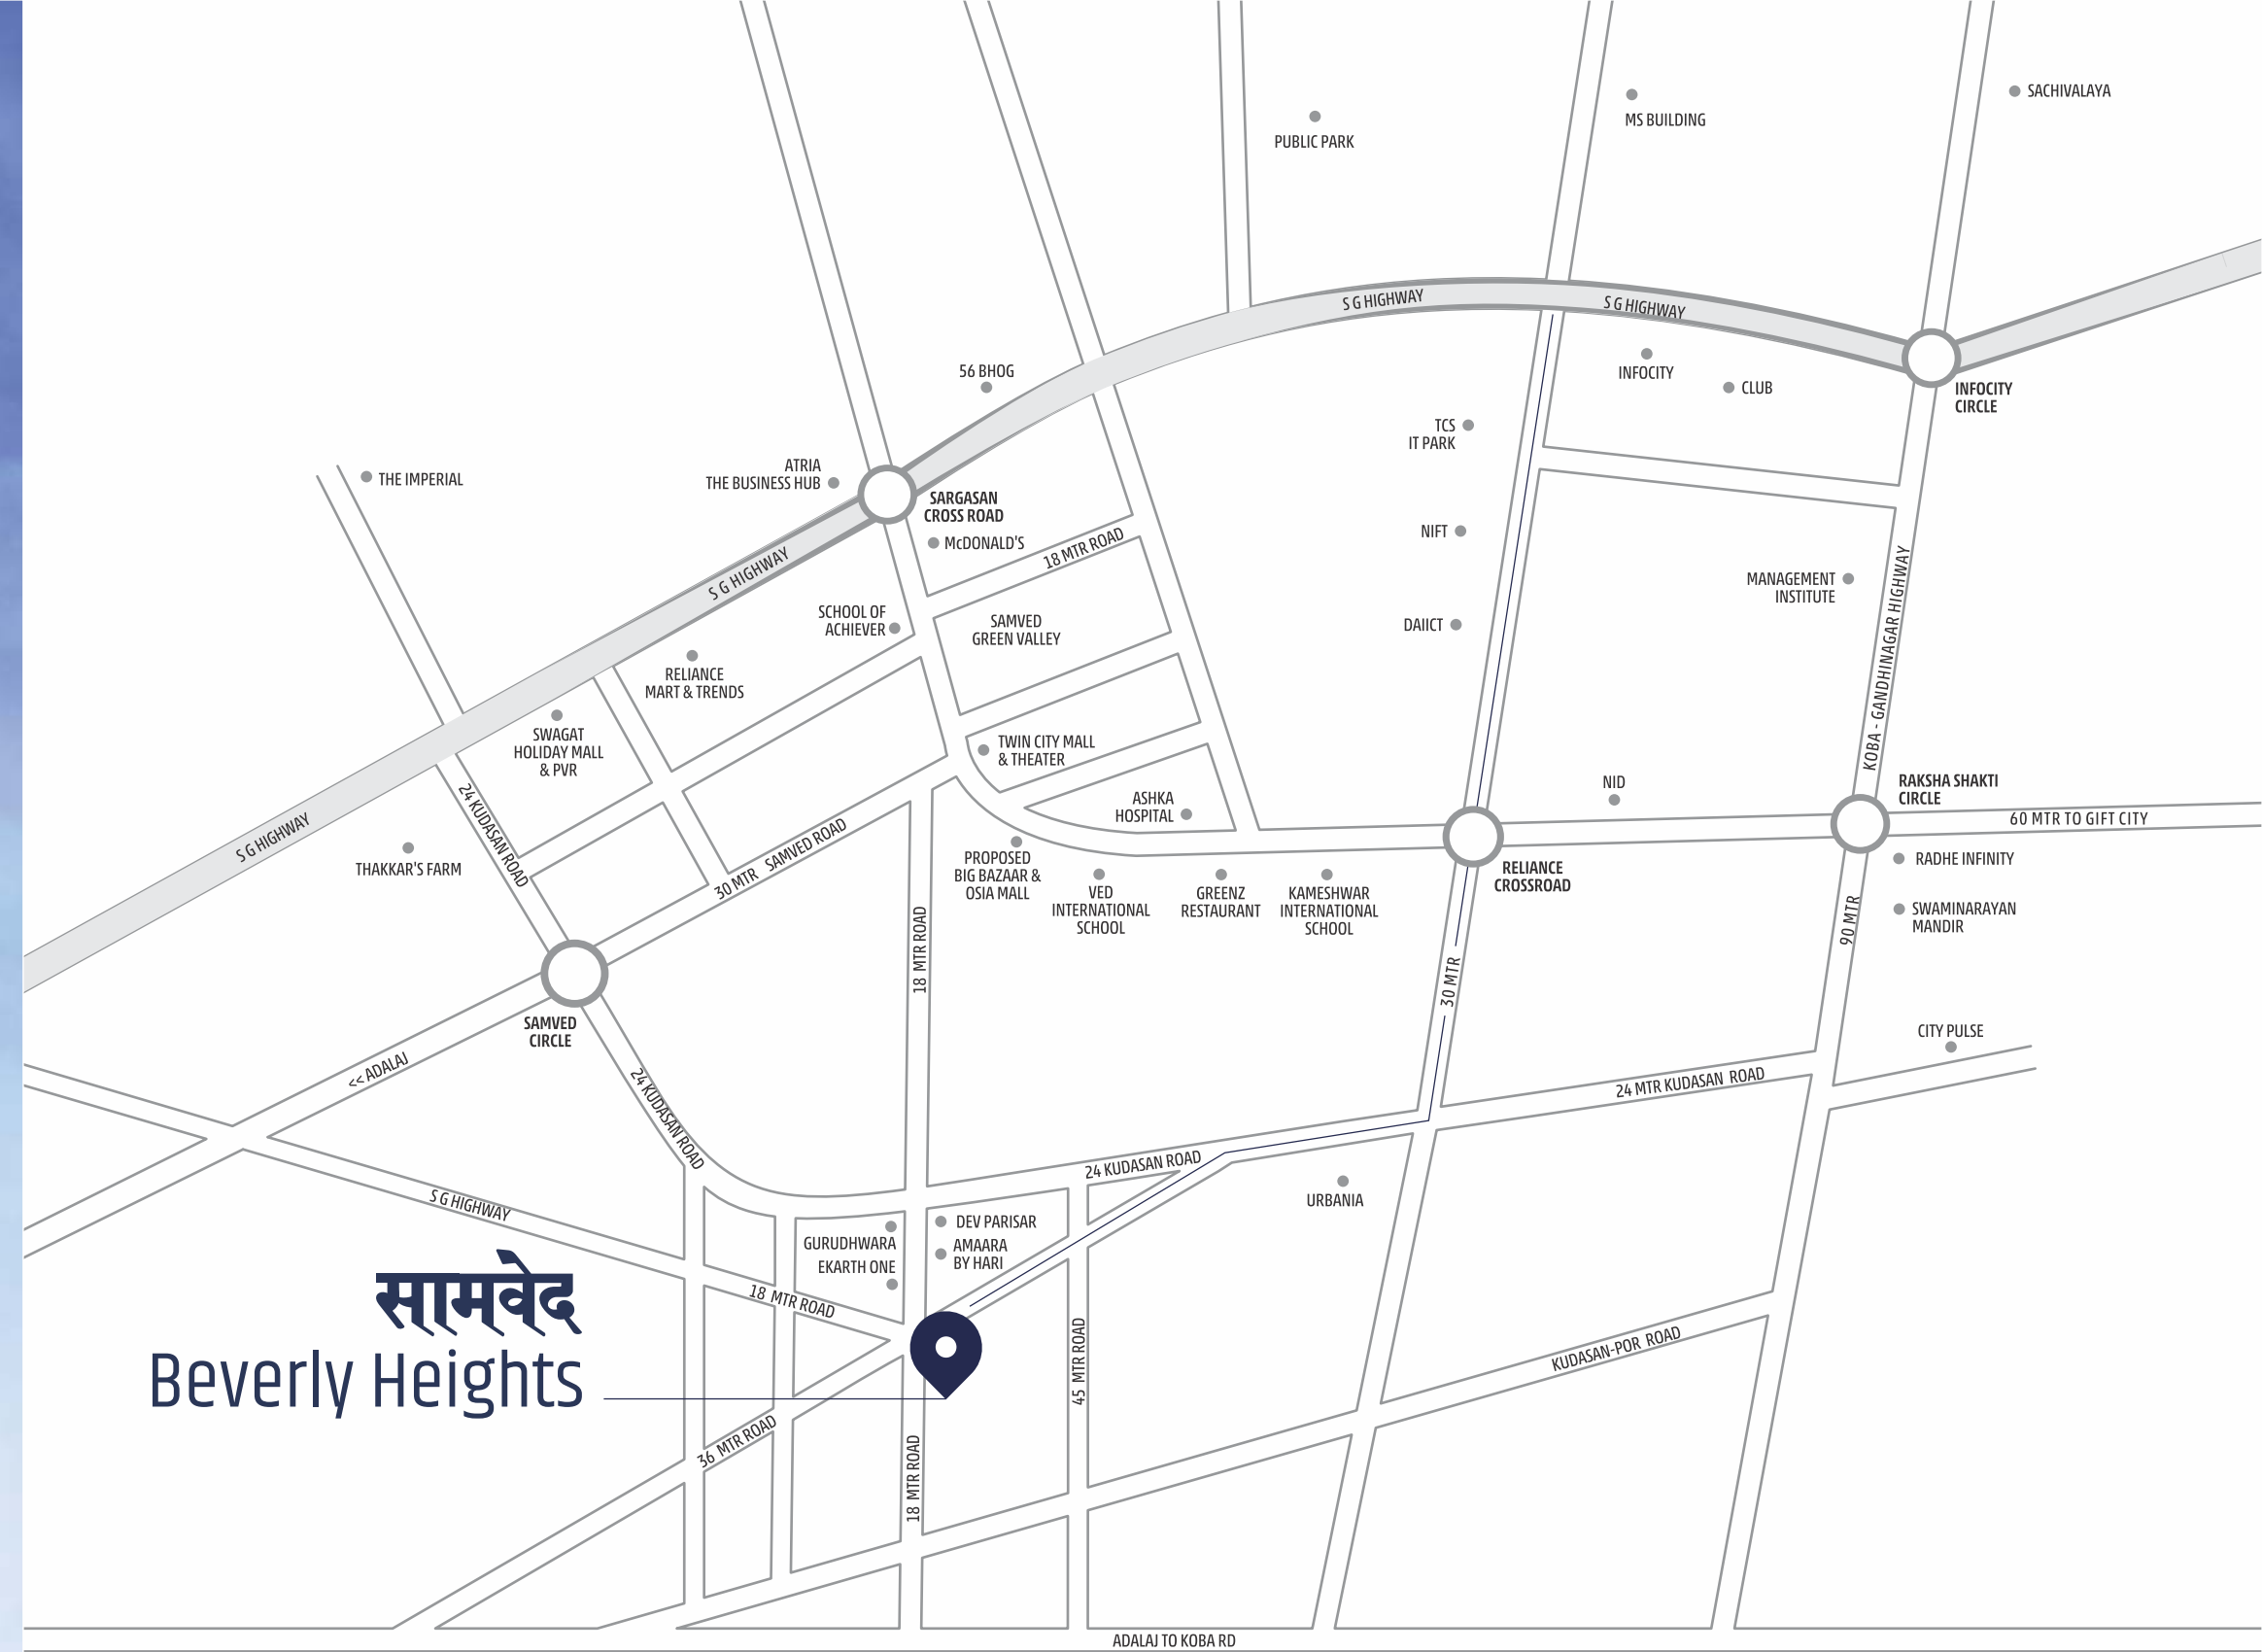 SACHIVALAYA
MS BUILDING
PUBLIC PARK
S G HIGHWAY
S G HIGHWAY
56 BHOG
INFOCITY
CLUB
INFOCITY
CIRCLE
TCS
IT PARK
THE IMPERIAL
ATRIA
THE BUSINESS HUB
SARGASAN
CROSS ROAD
McDONALD'S
18 MTR ROAD
NIFT
S G HIGHWAY
MANAGEMENT
INSTITUTE
KOBA - GANDHINAGAR HIGHWAY
SCHOOL OF
ACHIEVER
SAMVED
GREEN VALLEY
DAIICT
RELIANCE
MART & TRENDS
SWAGAT
HOLIDAY MALL
& PVR
TWIN CITY MALL
& THEATER
24 KUDASAN ROAD
ASHKA
HOSPITAL
NID
RAKSHA SHAKTI
CIRCLE
60 MTR TO GIFT CITY
S G HIGHWAY
THAKKAR'S FARM
30 MTR SAMVED ROAD
PROPOSED
BIG BAZAAR &
OSIA MALL
VED
INTERNATIONAL
SCHOOL
GREENZ
RESTAURANT
KAMESHWAR
INTERNATIONAL
SCHOOL
RELIANCE
CROSSROAD
RADHE INFINITY
SWAMINARAYAN
MANDIR
90 MTR
18 MTR ROAD
30 MTR
SAMVED
CIRCLE
CITY PULSE
<< ADALAJ
24 KUDASAN ROAD
24 MTR KUDASAN ROAD
24 KUDASAN ROAD
S G HIGHWAY
URBANIA
DEV PARISAR
GURUDHWARA
AMAARA
BY HARI
EKARTH ONE
18 MTR ROAD
सामवेद
Beverly Heights
45 MTR ROAD
KUDASAN-POR ROAD
36 MTR ROAD
18 MTR ROAD
ADALAJ TO KOBA RD